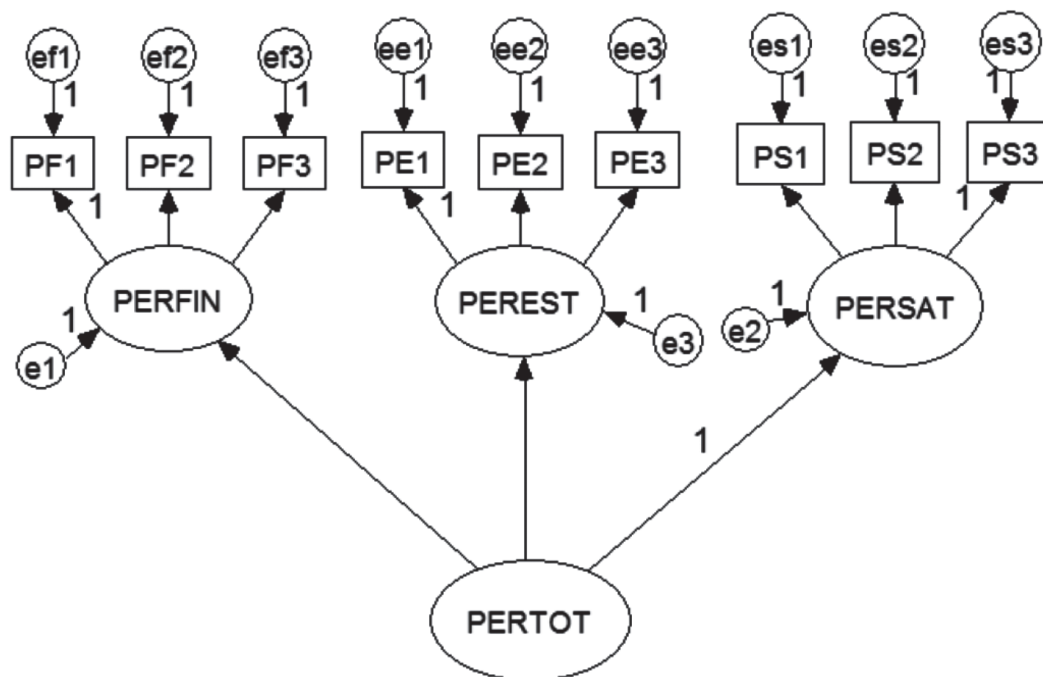 ef1 ef2 ef3 ee1 ee2 ee3 es1 es2 es3
1 1 1 1 1 1 1 1 1
PF1 PF2 PF3 PE1 PE2 PE3 PS1 PS2 PS3
1 1 1
PERFIN PEREST PERSAT
1 1 1
e1 e3 e2
1
PERTOT